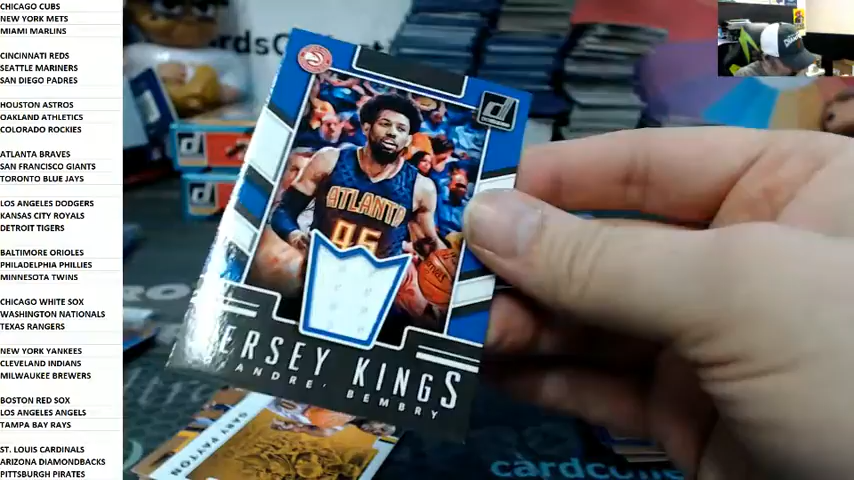 CHICAGO CUBS
NEW YORK METS
MIAMI MARLINS
CINCINNATI REDS
SEATTLE MARINERS
SAN DIEGO PADRES
HOUSTON ASTROS
OAKLAND ATHLETICS
COLORADO ROCKIES
ATLANTA BRAVES
SAN FRANCISCO GIANTS
TORONTO BLUE JAYS
LOS ANGELES DODGERS
KANSAS CITY ROYALS
DETROIT TIGERS
BALTIMORE ORIOLES
PHILADELPHIA PHILLIES
MINNESOTA TWINS
CHICAGO WHITE SOX
WASHINGTON NATIONALS
TEXAS RANGERS
NEW YORK YANKEES
CLEVELAND INDIANS
MILWAUKEE BREWERS
BOSTON RED SOX
LOS ANGELES ANGELS
TAMPA BAY RAYS
ST. LOUIS CARDINALS
ARIZONA DIAMONDBACKS
PITTSBURGH PIRATES
ATLANTA
95
JERSEY KINGS
ANDRE' BEMBRY
GARY PAYTON